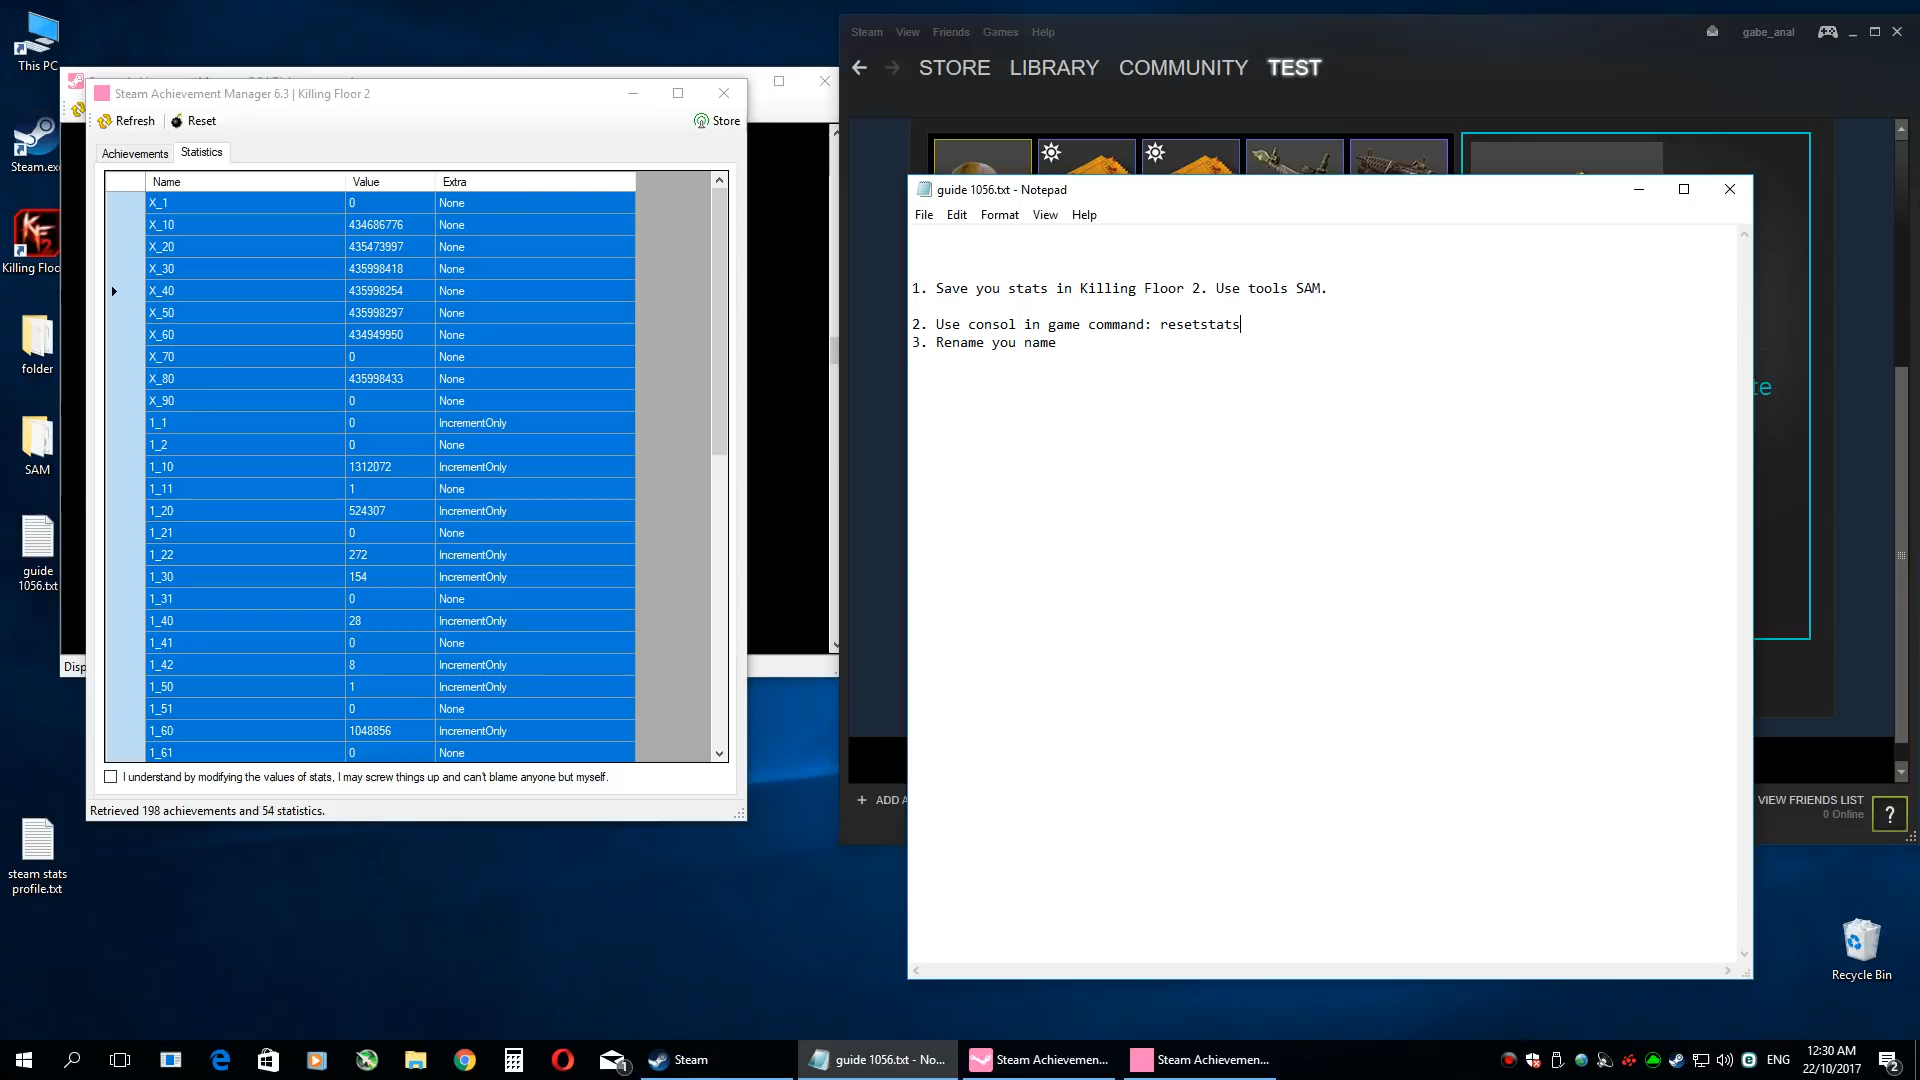 This PC
Steam.exe
Killing Floo
folder
SAM
guide
1056.txt
steam stats
profile.txt
Recycle Bin
Steam Achievement Manager 6.3 | Killing Floor 2
Refresh
Reset
Store
Achievements
Statistics
Name Value Extra
X_1 0 None
X_10 434686776 None
X_20 435473997 None
X_30 435998418 None
X_40 435998254 None
X_50 435998297 None
X_60 434949950 None
X_70 0 None
X_80 435998433 None
X_90 0 None
1_1 0 IncrementOnly
1_2 0 None
1_10 1312072 IncrementOnly
1_11 1 None
1_20 524307 IncrementOnly
1_21 0 None
1_22 272 IncrementOnly
1_30 154 IncrementOnly
1_31 0 None
1_40 28 IncrementOnly
1_41 0 None
1_42 8 IncrementOnly
1_50 1 IncrementOnly
1_51 0 None
1_60 1048856 IncrementOnly
1_61 0 None
I understand by modifying the values of stats, I may screw things up and can't blame anyone but myself.
Retrieved 198 achievements and 54 statistics.
Disp
Steam View Friends Games Help
gabe_anal
STORE LIBRARY COMMUNITY TEST
te
+ ADD A
VIEW FRIENDS LIST
0 Online
?
guide 1056.txt - Notepad
File Edit Format View Help
1. Save you stats in Killing Floor 2. Use tools SAM.
2. Use consol in game command: resetstats
3. Rename you name
1
Steam
guide 1056.txt - No...
Steam Achievemen...
Steam Achievemen...
ENG
12:30 AM
22/10/2017
2